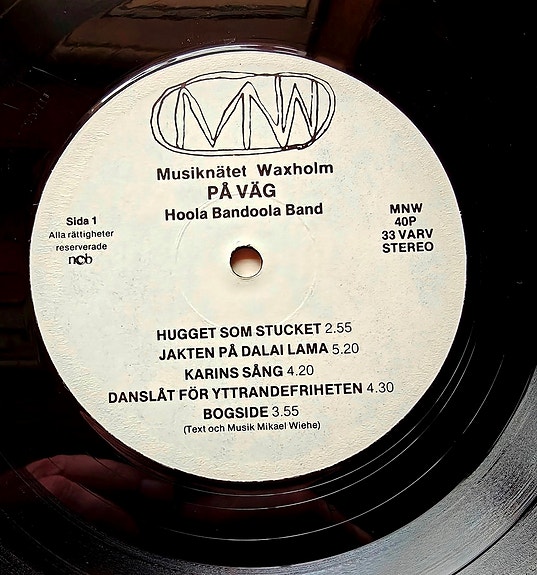 MNW
Musiknätet Waxholm
PÅ VÄG
Hoola Bandoola Band
Sida 1
Alla rättigheter
reserverade
ncb
MNW
40P
33 VARV
STEREO
HUGGET SOM STUCKET 2.55
JAKTEN PÅ DALAI LAMA 5.20
KARINS SÅNG 4.20
DANSLÅT FÖR YTTRANDEFRIHETEN 4.30
BOGSIDE 3.55
(Text och Musik Mikael Wiehe)